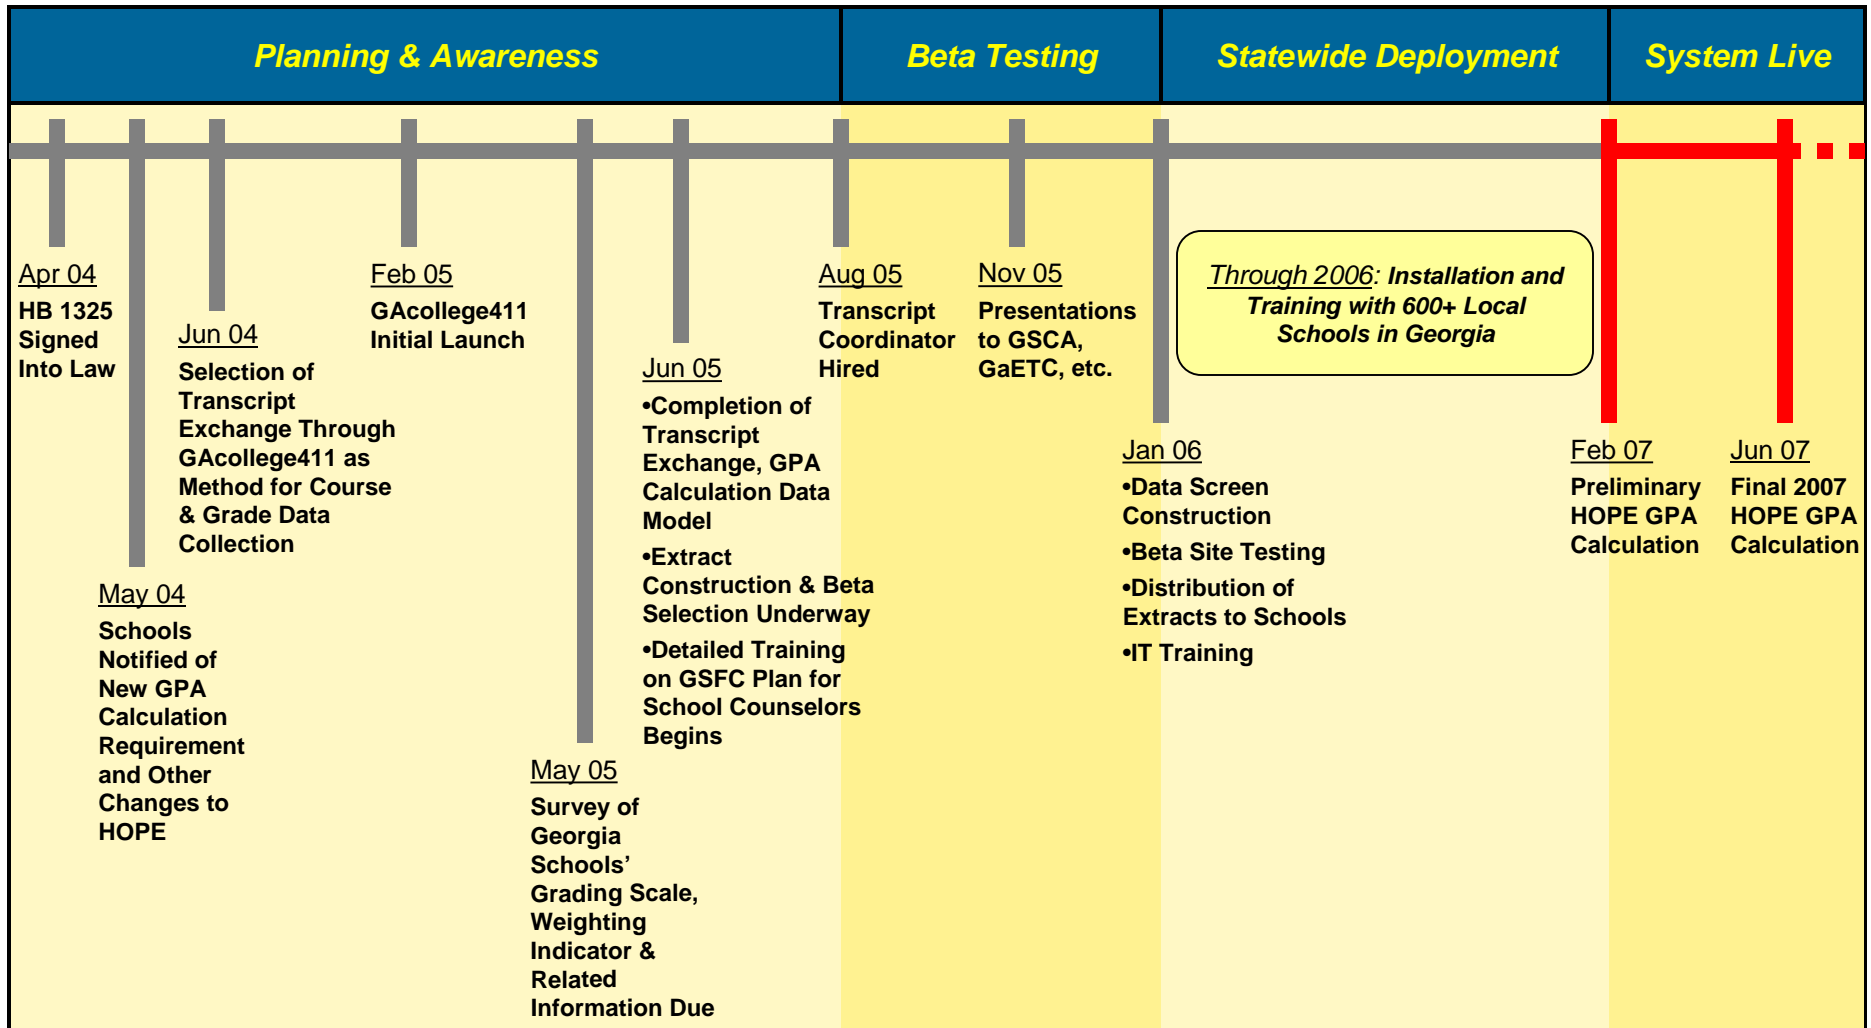 Planning & Awareness
Beta Testing
Statewide Deployment
System Live
Apr 04
HB 1325
Signed
Into Law
May 04
Schools
Notified of
New GPA
Calculation
Requirement
and Other
Changes to
HOPE
Jun 04
Selection of
Transcript
Exchange Through
GAcollege411 as
Method for Course
& Grade Data
Collection
Feb 05
GAcollege411
Initial Launch
May 05
Survey of
Georgia
Schools’
Grading Scale,
Weighting
Indicator &
Related
Information Due
Jun 05
•Completion of
Transcript
Exchange, GPA
Calculation Data
Model
•Extract
Construction & Beta
Selection Underway
•Detailed Training
on GSFC Plan for
School Counselors
Begins
Aug 05
Transcript
Coordinator
Hired
Nov 05
Presentations
to GSCA,
GaETC, etc.
Jan 06
•Data Screen
Construction
•Beta Site Testing
•Distribution of
Extracts to Schools
•IT Training
Through 2006: Installation and
Training with 600+ Local
Schools in Georgia
Feb 07
Preliminary
HOPE GPA
Calculation
Jun 07
Final 2007
HOPE GPA
Calculation